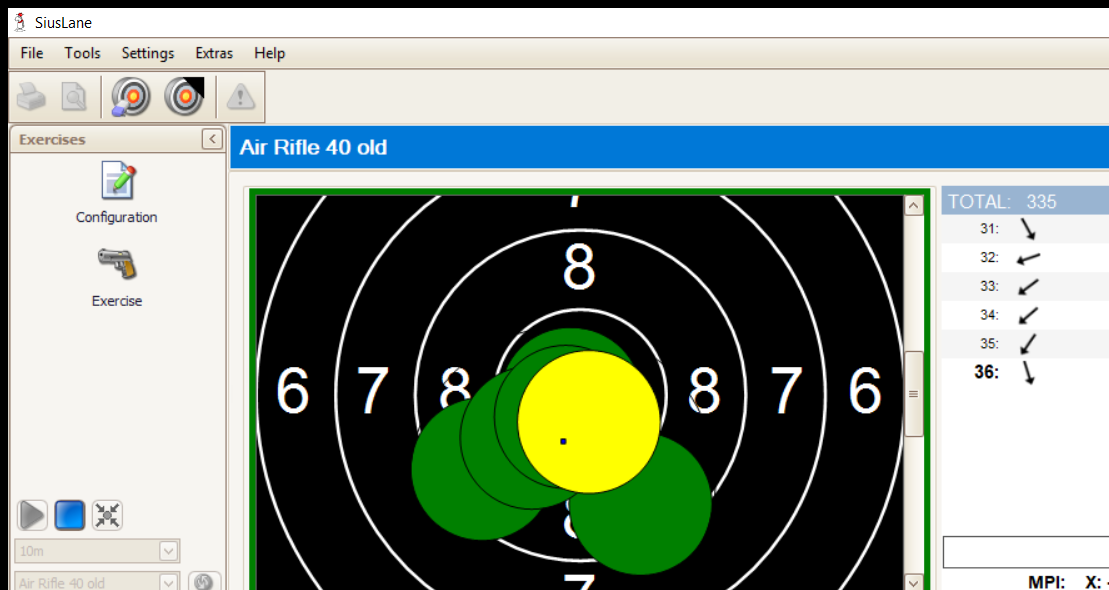 SiusLane
File Tools Settings Extras Help
Exercises
Air Rifle 40 old
Configuration
Exercise
10m
Air Rifle 40 old
7
8
6 7 8 8 7 6
8
7
TOTAL: 335
31:
32:
33:
34:
35:
36:
MPI: X: -